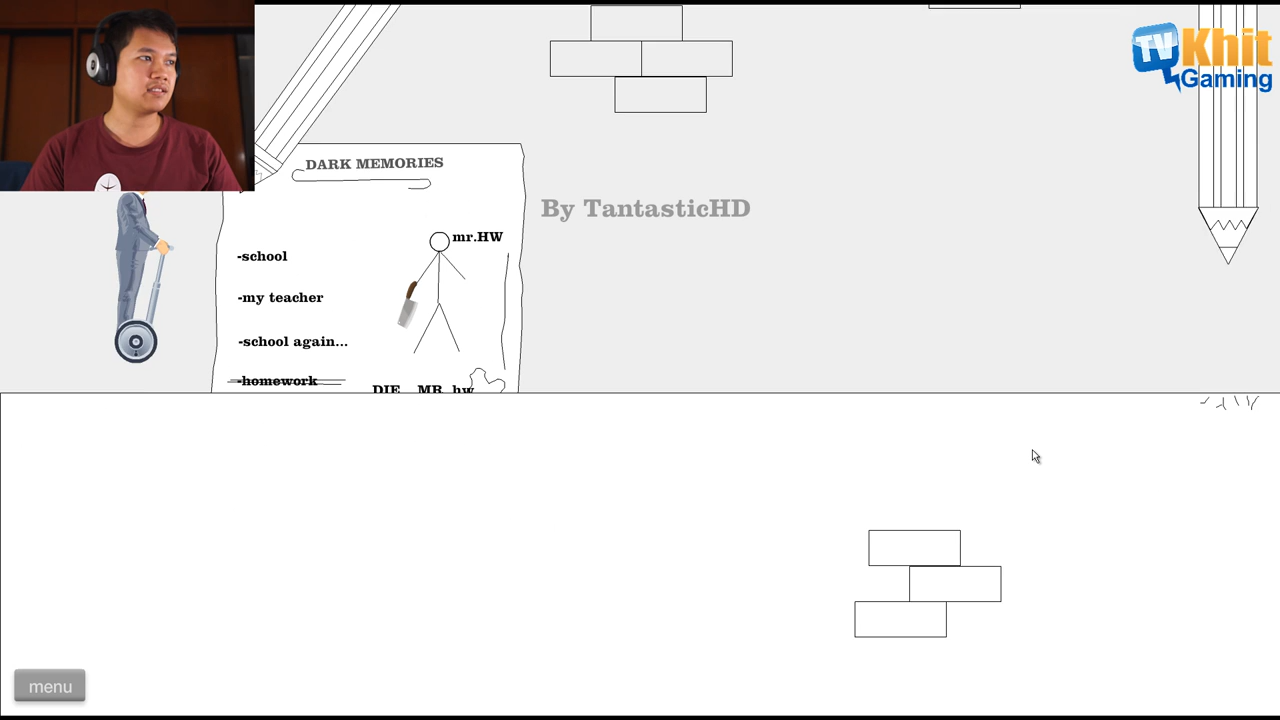 TV Khit
Gaming
DARK MEMORIES
By TantasticHD
mr.HW
-school
-my teacher
-school again...
-homework
DIE MR. hw
menu